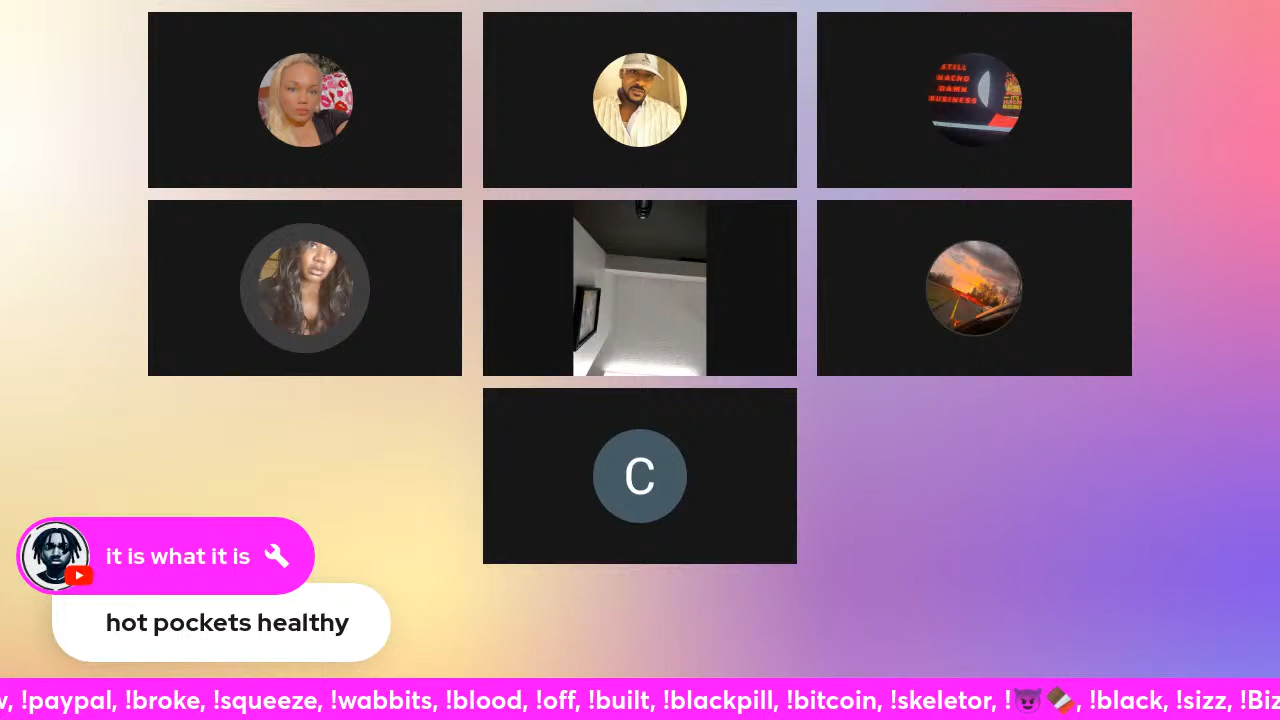 STILL
NACHO
DAMN
BUSINESS
C
it is what it is
hot pockets healthy
, !paypal, !broke, !squeeze, !wabbits, !blood, !off, !built, !blackpill, !bitcoin, !skeletor, !😈🍫, !black, !sizz, !Biz